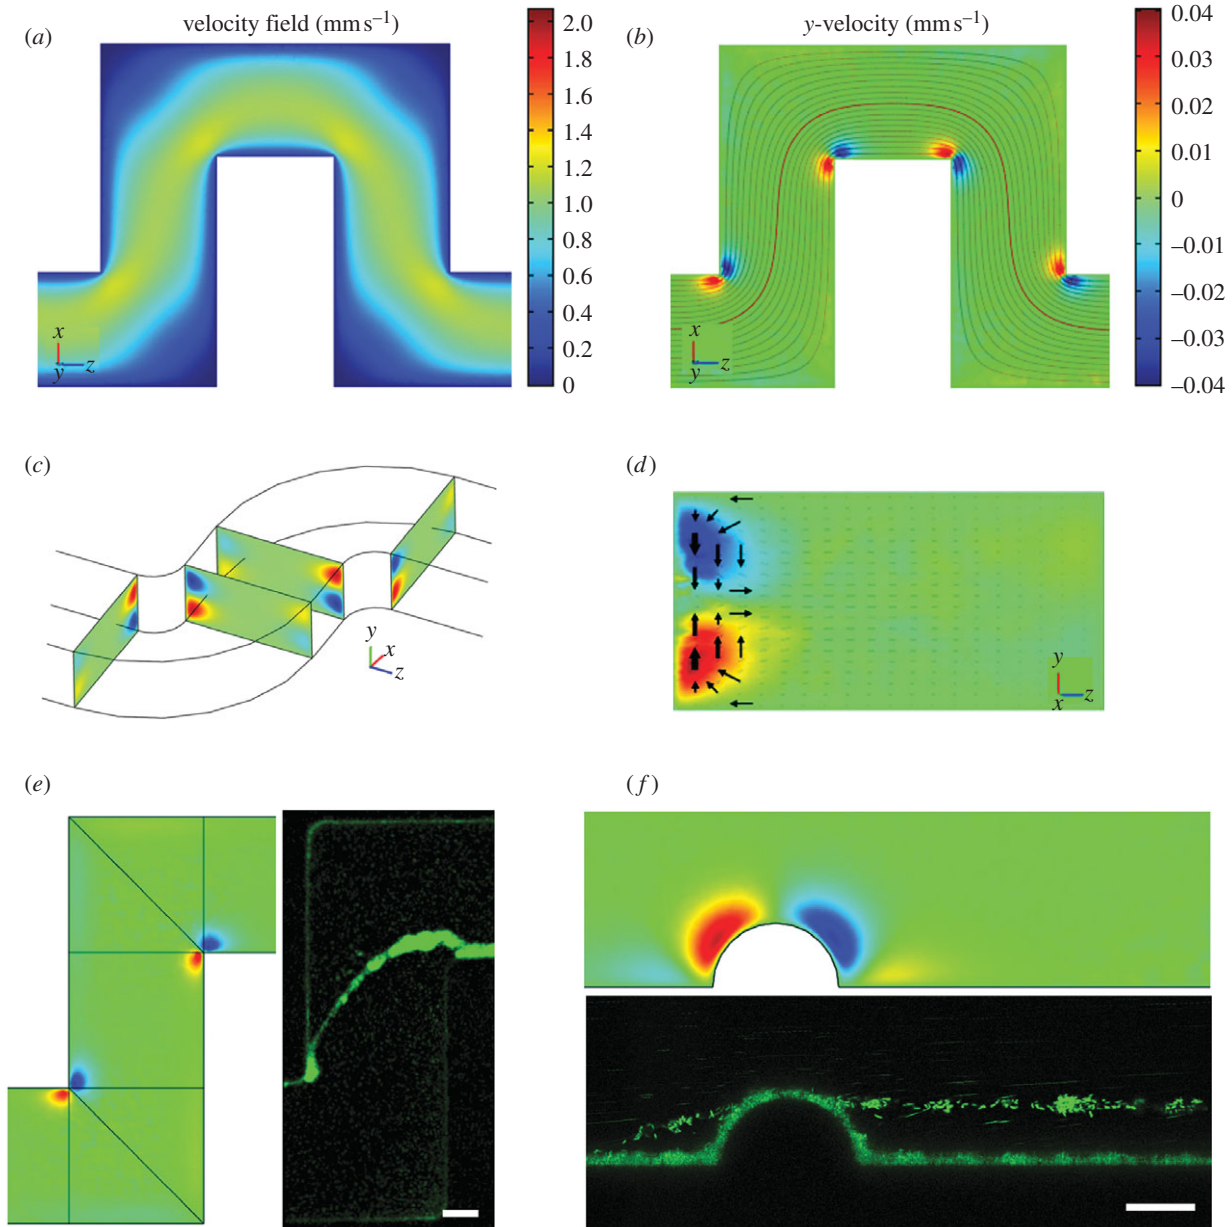 (a)
velocity field (mm s⁻¹)
2.0
1.8
1.6
1.4
1.2
1.0
0.8
0.6
0.4
0.2
0
x
y
z
(b)
y-velocity (mm s⁻¹)
0.04
0.03
0.02
0.01
0
–0.01
–0.02
–0.03
–0.04
x
y
z
(c)
y
x
z
(d)
y
x
z
(e)
(f)